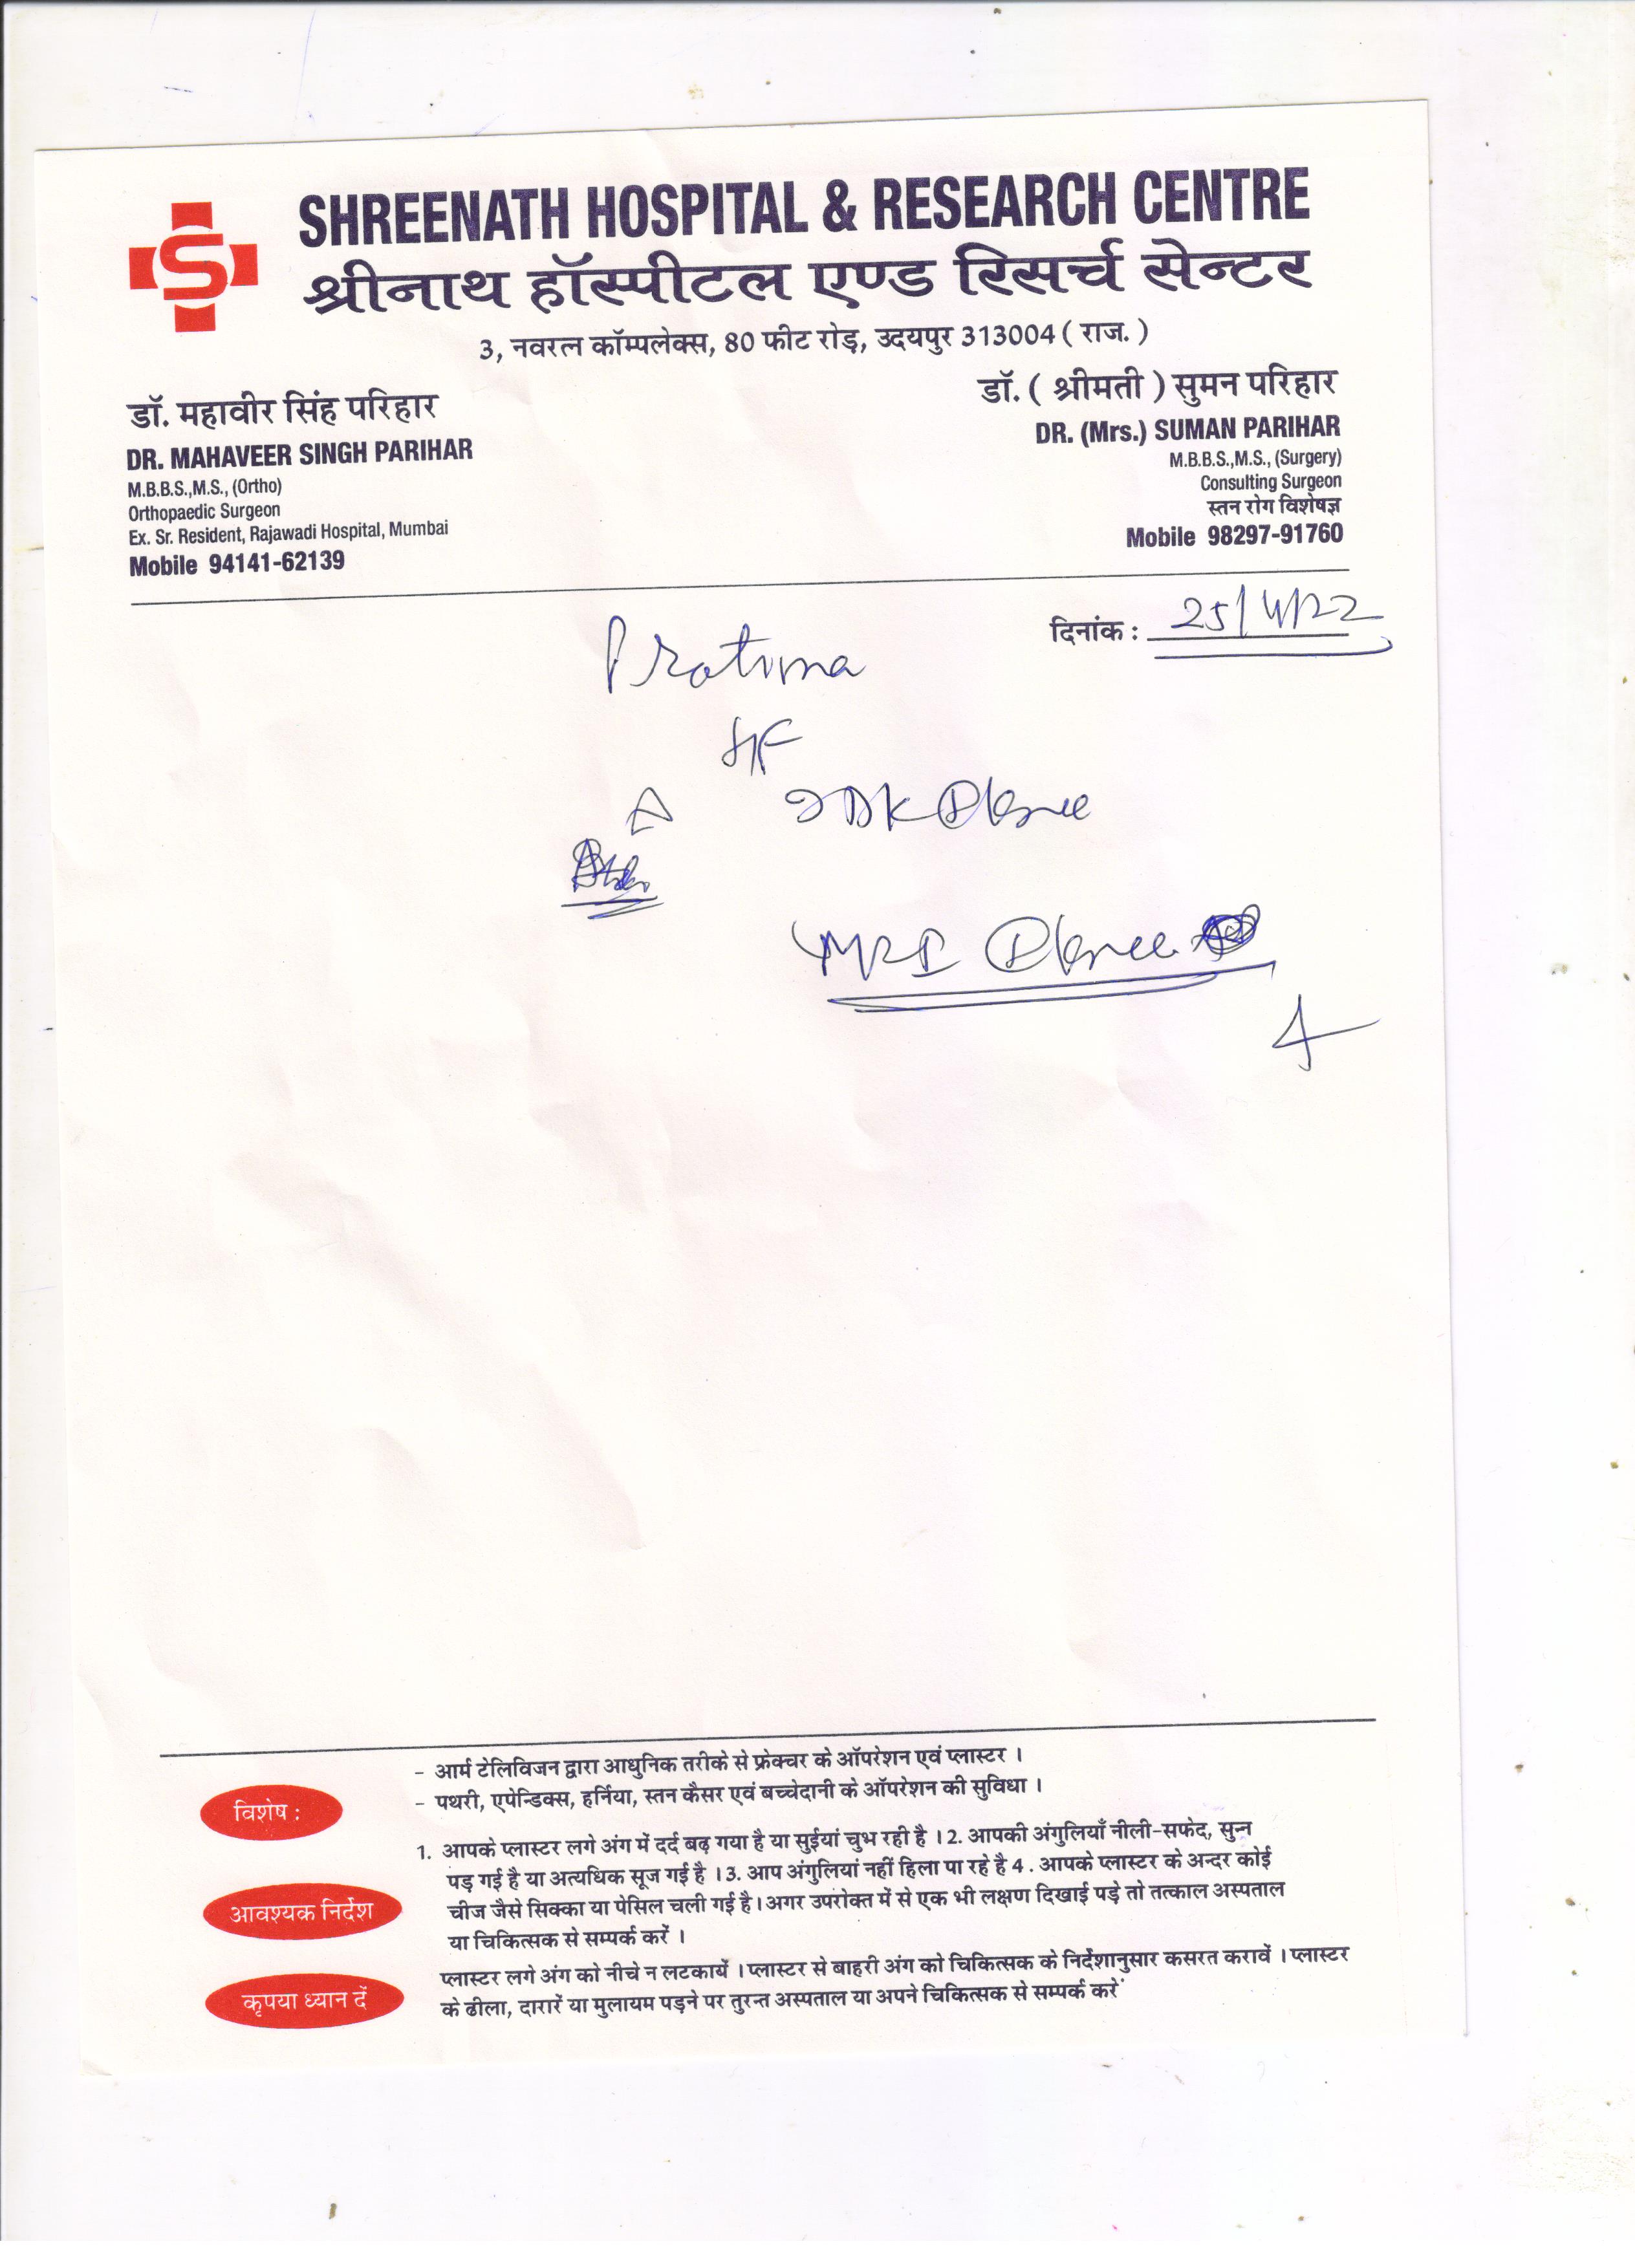 SHREENATH HOSPITAL & RESEARCH CENTRE
श्रीनाथ हॉस्पीटल एण्ड रिसर्च सेन्टर
3, नवरत्न कॉम्पलेक्स, 80 फीट रोड़, उदयपुर 313004 ( राज. )
डॉ. महावीर सिंह परिहार
DR. MAHAVEER SINGH PARIHAR
M.B.B.S.,M.S., (Ortho)
Orthopaedic Surgeon
Ex. Sr. Resident, Rajawadi Hospital, Mumbai
Mobile 94141-62139
डॉ. ( श्रीमती ) सुमन परिहार
DR. (Mrs.) SUMAN PARIHAR
M.B.B.S.,M.S., (Surgery)
Consulting Surgeon
स्तन रोग विशेषज्ञ
Mobile 98297-91760
दिनांक : 25/4/22
Pratima
IDK knee
MRI knee
विशेष :
- आर्म टेलिविजन द्वारा आधुनिक तरीके से फ्रेक्चर के ऑपरेशन एवं प्लास्टर ।
- पथरी, एपेन्डिक्स, हर्निया, स्तन कैसर एवं बच्चेदानी के ऑपरेशन की सुविधा ।
आवश्यक निर्देश
1. आपके प्लास्टर लगे अंग में दर्द बढ़ गया है या सुईयां चुभ रही है । 2. आपकी अंगुलियाँ नीली-सफेद, सुन्न
पड़ गई है या अत्यधिक सूज गई है । 3. आप अंगुलियां नहीं हिला पा रहे है 4 . आपके प्लास्टर के अन्दर कोई
चीज जैसे सिक्का या पेसिल चली गई है। अगर उपरोक्त में से एक भी लक्षण दिखाई पड़े तो तत्काल अस्पताल
या चिकित्सक से सम्पर्क करें ।
कृपया ध्यान दें
प्लास्टर लगे अंग को नीचे न लटकायें । प्लास्टर से बाहरी अंग को चिकित्सक के निर्देशानुसार कसरत करावें । प्लास्टर
के ढीला, दारारें या मुलायम पड़ने पर तुरन्त अस्पताल या अपने चिकित्सक से सम्पर्क करें